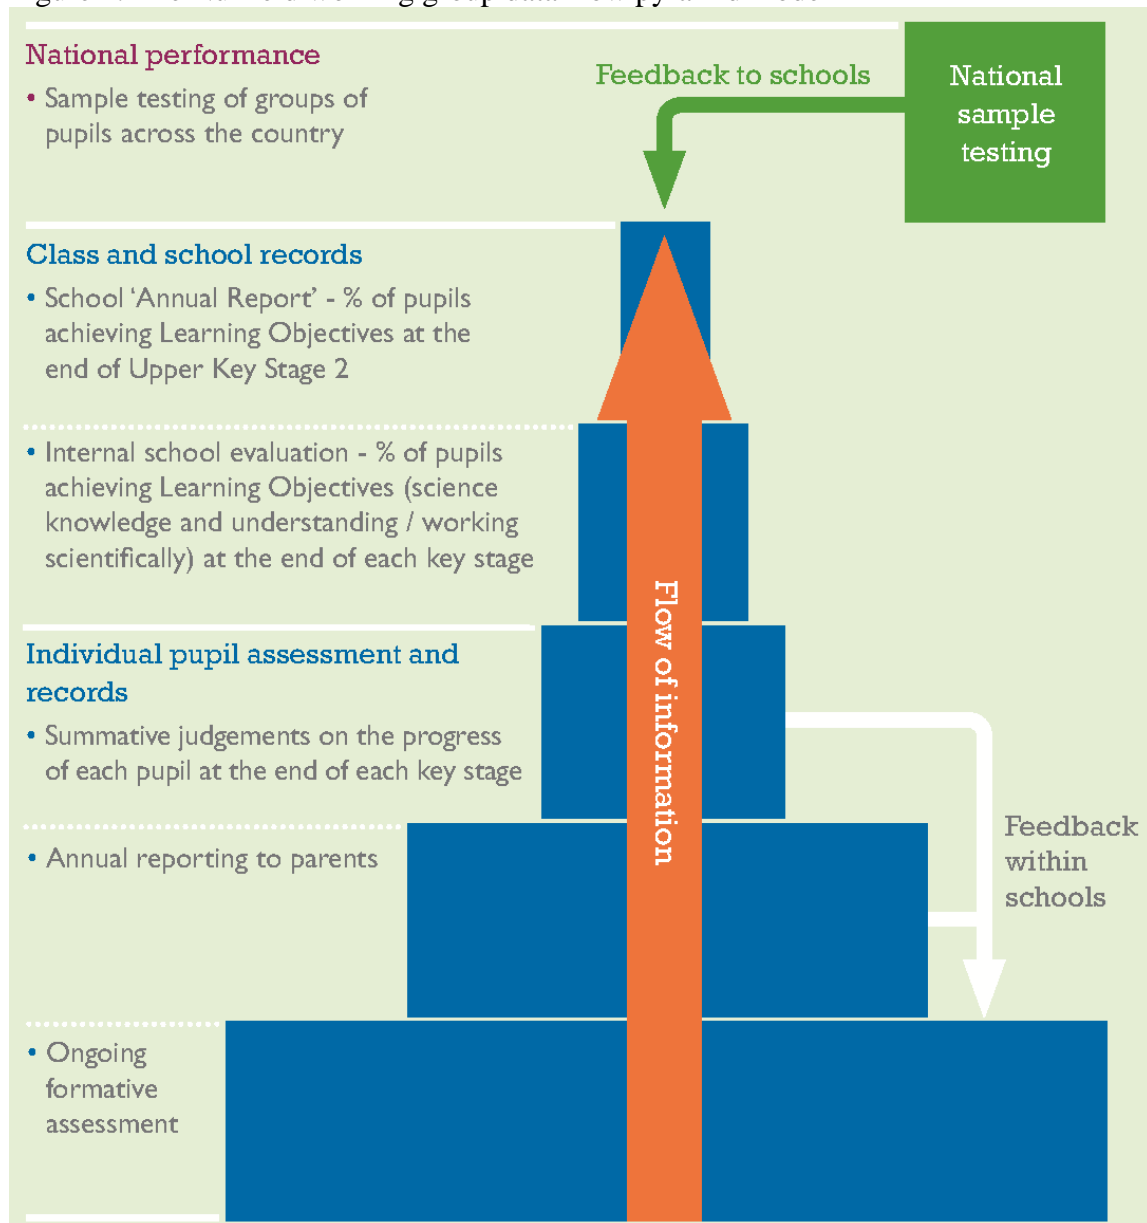 National performance
• Sample testing of groups of
pupils across the country
Feedback to schools
National
sample
testing
Class and school records
• School ‘Annual Report’ - % of pupils
achieving Learning Objectives at the
end of Upper Key Stage 2
• Internal school evaluation - % of pupils
achieving Learning Objectives (science
knowledge and understanding / working
scientifically) at the end of each key stage
Individual pupil assessment and
records
• Summative judgements on the progress
of each pupil at the end of each key stage
• Annual reporting to parents
• Ongoing
formative
assessment
Flow of information
Feedback
within
schools